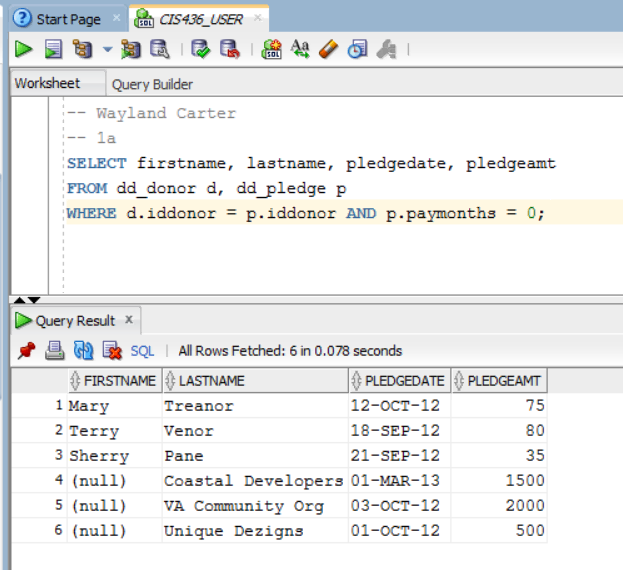 Start Page × CIS436_USER ×
Worksheet Query Builder
-- Wayland Carter
-- 1a
SELECT firstname, lastname, pledgedate, pledgeamt
FROM dd_donor d, dd_pledge p
WHERE d.iddonor = p.iddonor AND p.paymonths = 0;
Query Result ×
SQL | All Rows Fetched: 6 in 0.078 seconds
FIRSTNAME LASTNAME PLEDGEDATE PLEDGEAMT
1 Mary Treanor 12-OCT-12 75
2 Terry Venor 18-SEP-12 80
3 Sherry Pane 21-SEP-12 35
4 (null) Coastal Developers 01-MAR-13 1500
5 (null) VA Community Org 03-OCT-12 2000
6 (null) Unique Dezigns 01-OCT-12 500